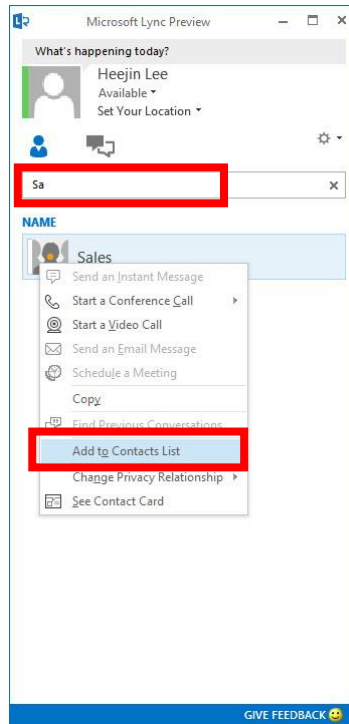 Microsoft Lync Preview
What's happening today?
Heejin Lee
Available
Set Your Location
Sa
NAME
Sales
Send an Instant Message
Start a Conference Call
Start a Video Call
Send an Email Message
Schedule a Meeting
Copy
Find Previous Conversations
Add to Contacts List
Change Privacy Relationship
See Contact Card
GIVE FEEDBACK